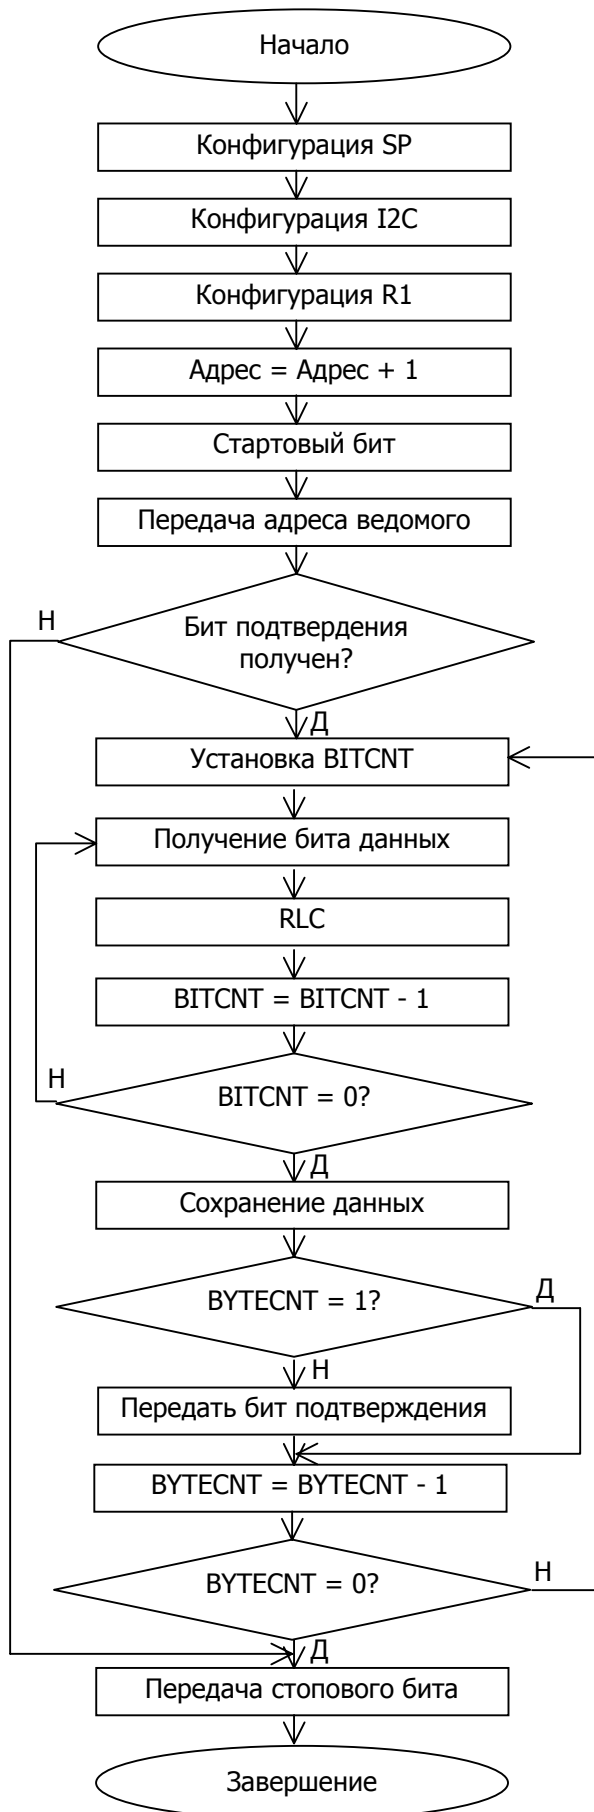 Начало
Конфигурация SP
Конфигурация I2C
Конфигурация R1
Адрес = Адрес + 1
Стартовый бит
Передача адреса ведомого
Н
Бит подтвердения
получен?
Д
Установка BITCNT
Получение бита данных
RLC
BITCNT = BITCNT - 1
Н
BITCNT = 0?
Д
Сохранение данных
BYTECNT = 1?
Д
Н
Передать бит подтверждения
BYTECNT = BYTECNT - 1
BYTECNT = 0?
Н
Д
Передача стопового бита
Завершение